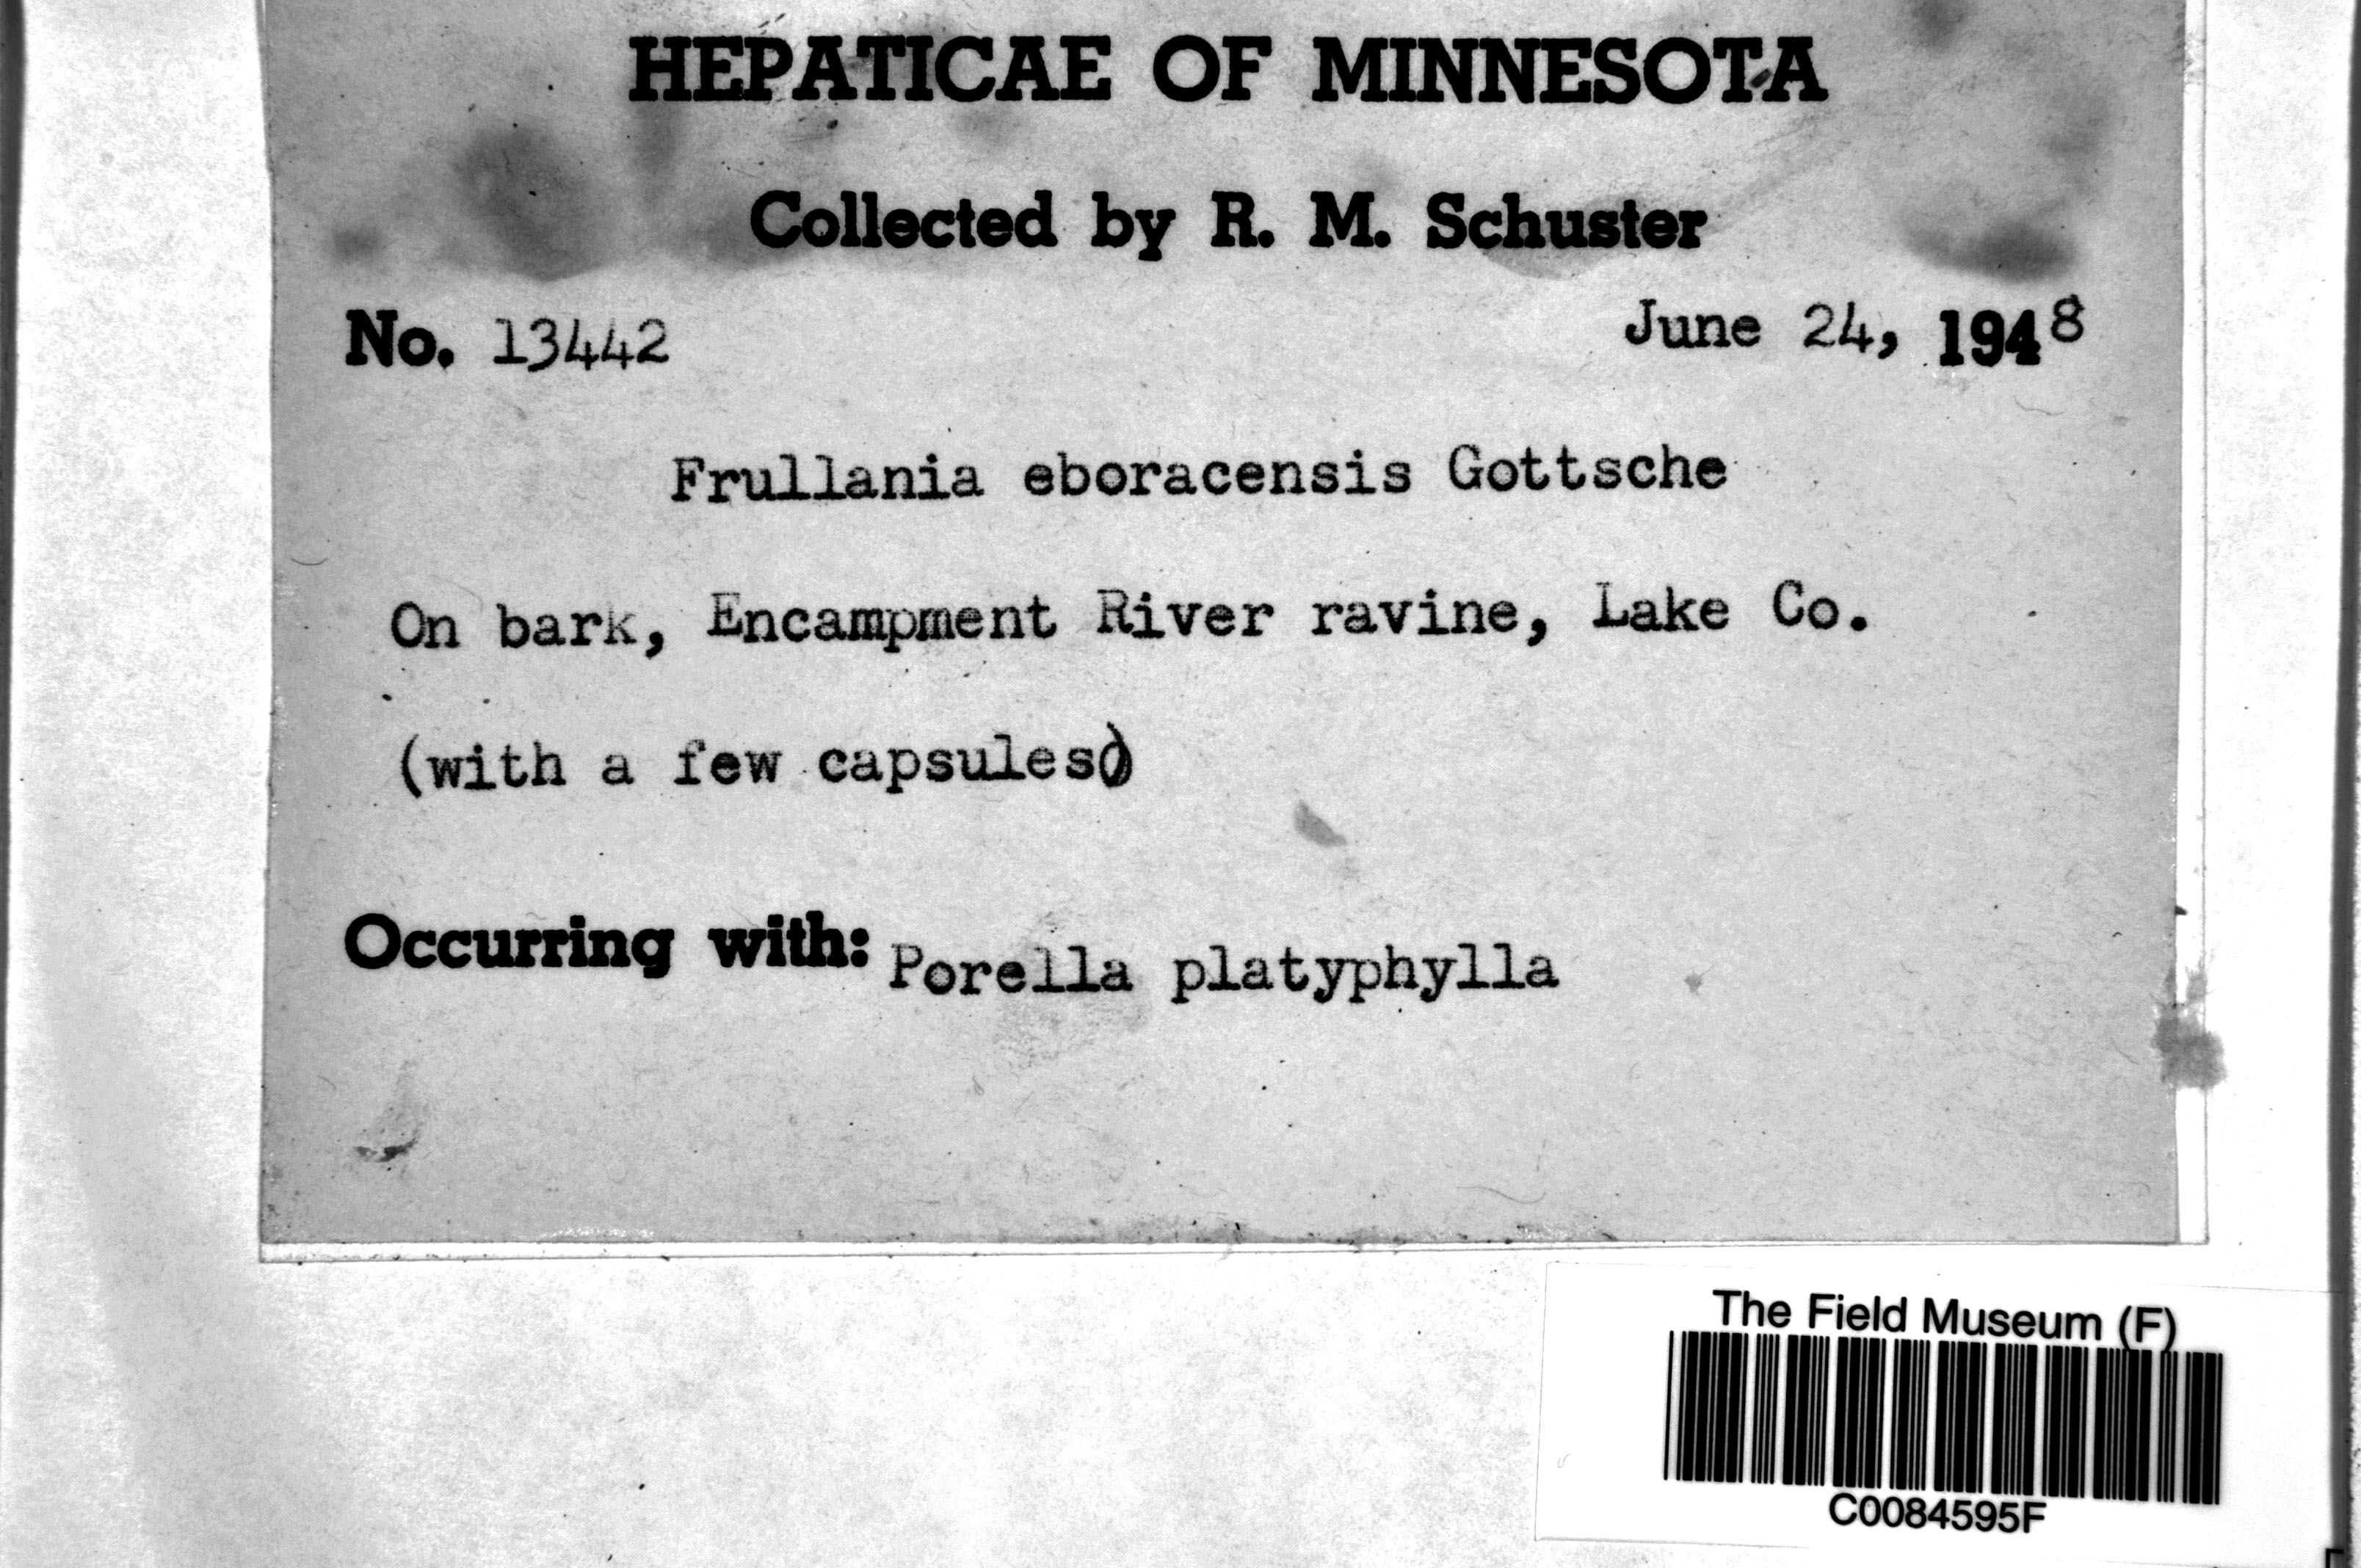 HEPATICAE OF MINNESOTA
Collected by R. M. Schuster
No. 13442 June 24, 1948
Frullania eboracensis Gottsche
On bark, Encampment River ravine, Lake Co.
(with a few capsules)
Occurring with: Porella platyphylla
The Field Museum (F)
C0084595F